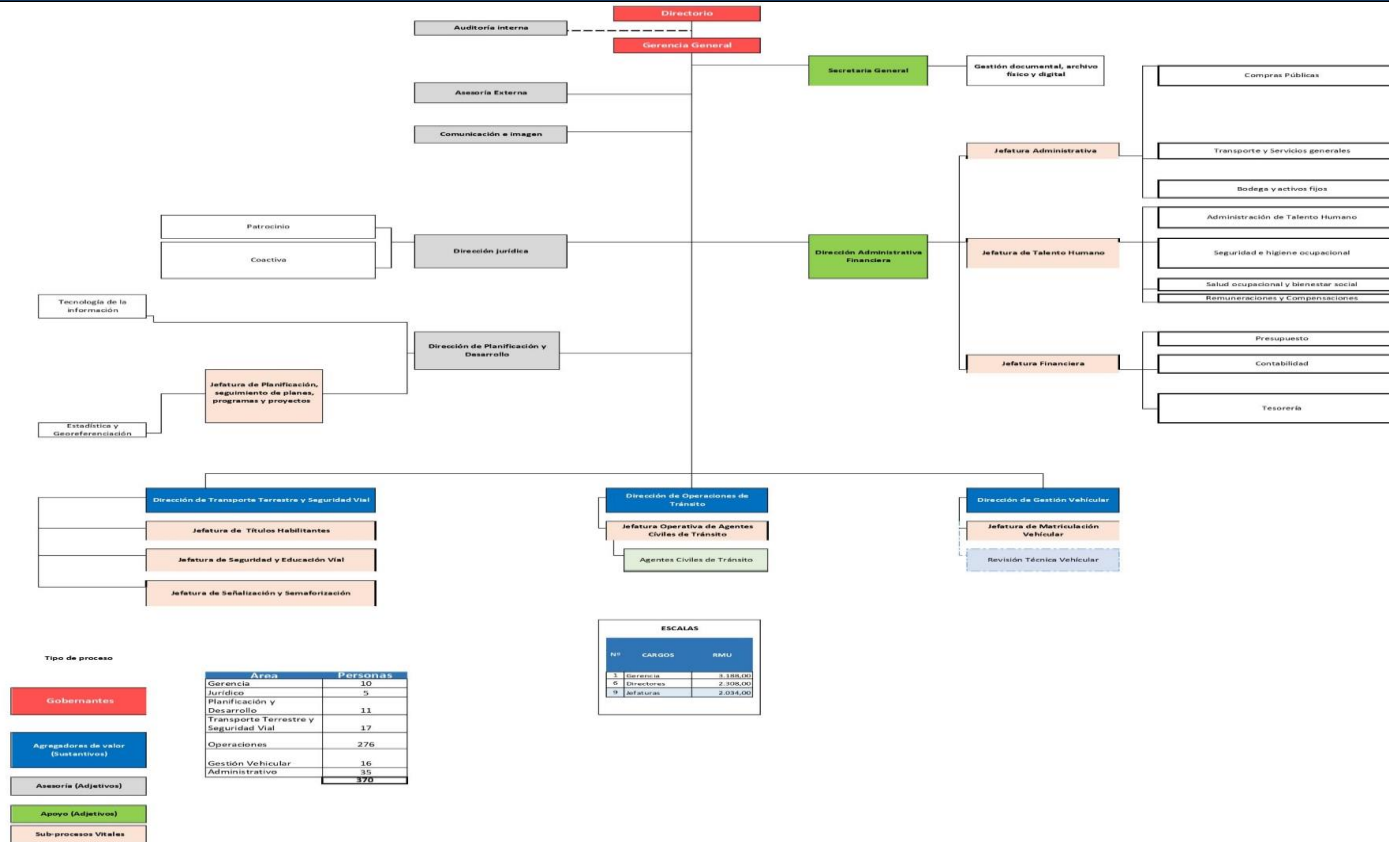 Directorio
Auditoría interna
Gerencia General
Secretaria General
Gestión documental, archivo
físico y digital
Compras Públicas
Asesoría Externa
Comunicación e imagen
Jefatura Administrativa
Transporte y Servicios generales
Bodega y activos fijos
Patrocinio
Coactiva
Dirección jurídica
Dirección Administrativa
Financiera
Jefatura de Talento Humano
Administración de Talento Humano
Seguridad e higiene ocupacional
Salud ocupacional y bienestar social
Remuneraciones y Compensaciones
Tecnología de la
información
Dirección de Planificación y
Desarrollo
Jefatura de Planificación,
seguimiento de planes,
programas y proyectos
Estadística y
Georeferenciación
Jefatura Financiera
Presupuesto
Contabilidad
Tesorería
Dirección de Transporte Terrestre y Seguridad Vial
Jefatura de Títulos Habilitantes
Jefatura de Seguridad y Educación Vial
Jefatura de Señalización y Semaforización
Dirección de Operaciones de
Tránsito
Jefatura Operativa de Agentes
Civiles de Tránsito
Agentes Civiles de Tránsito
Dirección de Gestión Vehícular
Jefatura de Matriculación
Vehícular
Revisión Técnica Vehícular
ESCALAS
Nº CARGOS RMU
1 Gerencia 3.188,00
6 Directores 2.308,00
9 Jefaturas 2.034,00
Tipo de proceso
Gobernantes
Agregadores de valor
(Sustantivos)
Asesoría (Adjetivos)
Apoyo (Adjetivos)
Sub-procesos Vitales
Área Personas
Gerencia 10
Jurídico 5
Planificación y
Desarrollo 11
Transporte Terrestre y
Seguridad Vial 17
Operaciones 276
Gestión Vehicular 16
Administrativo 35
370